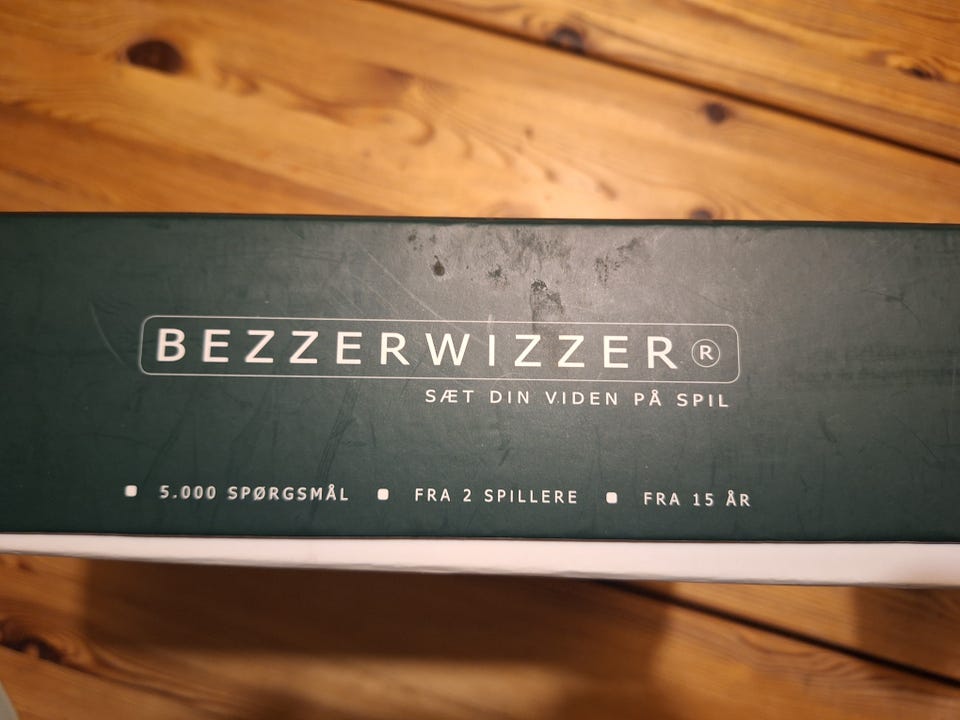 BEZZERWIZZER®
SÆT DIN VIDEN PÅ SPIL
5.000 SPØRGSMÅL FRA 2 SPILLERE FRA 15 ÅR